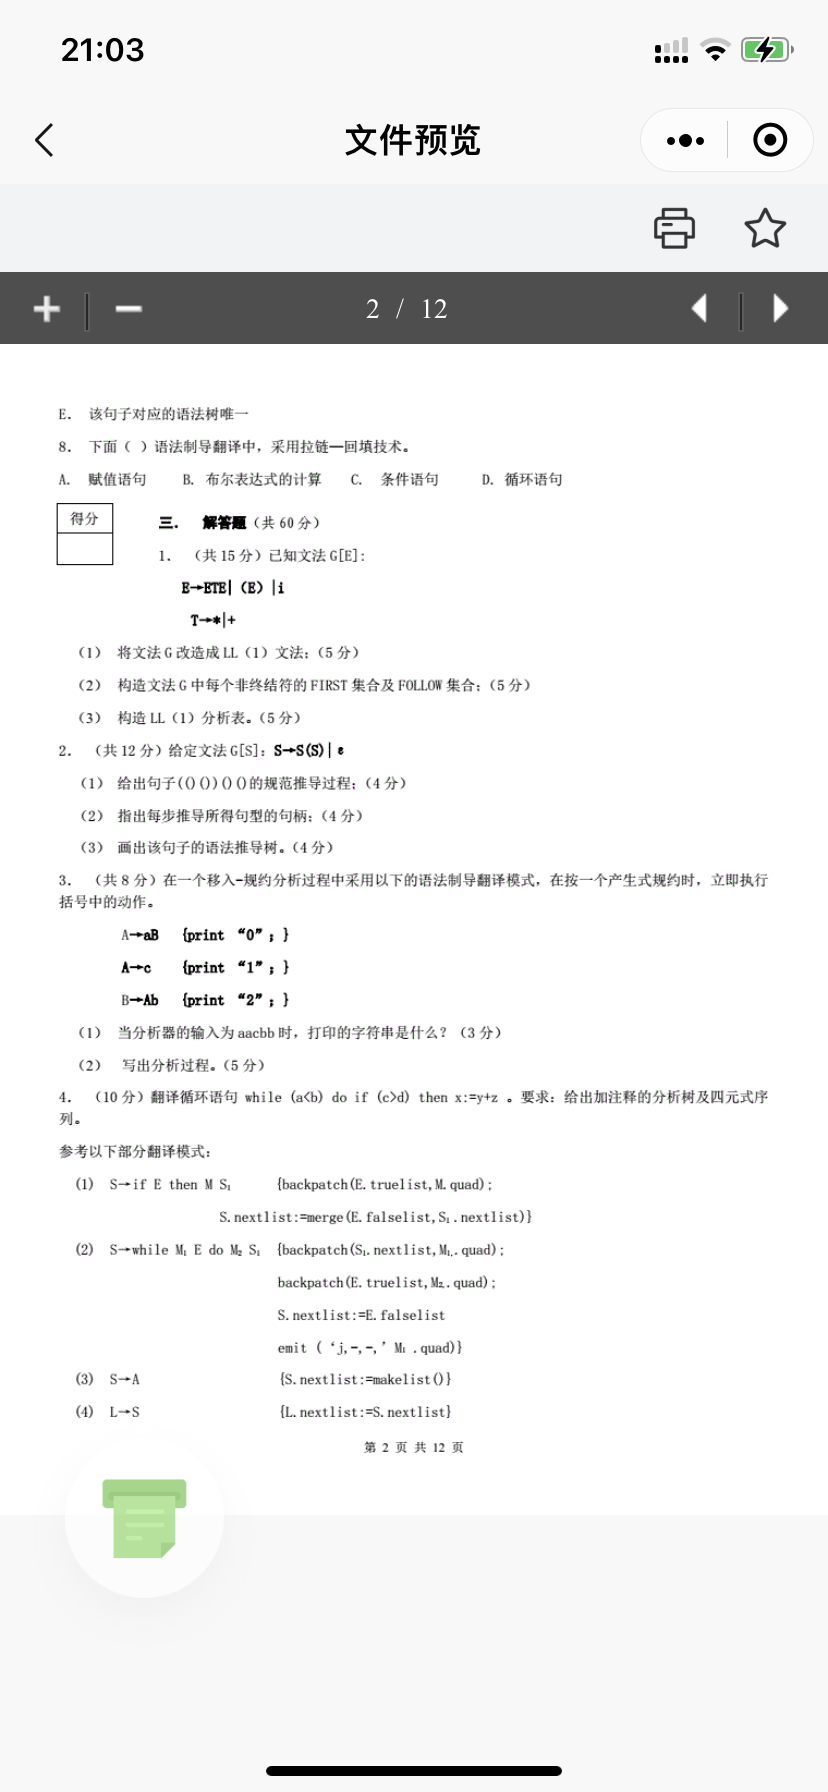 21:03
文件预览
2 / 12
E. 该句子对应的语法树唯一
8. 下面（ ）语法制导翻译中，采用拉链—回填技术。
A. 赋值语句 B. 布尔表达式的计算 C. 条件语句 D. 循环语句
得分
三. 解答题（共 60 分）
1. （共 15 分）已知文法 G[E]:
E→ETE|（E）|i
T→*|+
（1） 将文法 G 改造成 LL（1）文法；（5 分）
（2） 构造文法 G 中每个非终结符的 FIRST 集合及 FOLLOW 集合；（5 分）
（3） 构造 LL（1）分析表。（5 分）
2. （共 12 分）给定文法 G[S]: S→S(S)|ε
（1） 给出句子(()())()()的规范推导过程；（4 分）
（2） 指出每步推导所得句型的句柄；（4 分）
（3） 画出该句子的语法推导树。（4 分）
3. （共 8 分）在一个移入-规约分析过程中采用以下的语法制导翻译模式，在按一个产生式规约时，立即执行
括号中的动作。
A→aB {print “0”；}
A→c {print “1”；}
B→Ab {print “2”；}
（1） 当分析器的输入为 aacbb 时，打印的字符串是什么？（3 分）
（2） 写出分析过程。（5 分）
4. （10 分）翻译循环语句 while (a<b) do if (c>d) then x:=y+z 。要求：给出加注释的分析树及四元式序
列。
参考以下部分翻译模式：
(1) S→if E then M S₁ {backpatch(E.truelist,M.quad);
S.nextlist:=merge(E.falselist,S₁.nextlist)}
(2) S→while M₁ E do M₂ S₁ {backpatch(S₁.nextlist,M₁.quad);
backpatch(E.truelist,M₂.quad);
S.nextlist:=E.falselist
emit (‘j,-,-,’M₁.quad)}
(3) S→A {S.nextlist:=makelist()}
(4) L→S {L.nextlist:=S.nextlist}
第 2 页 共 12 页